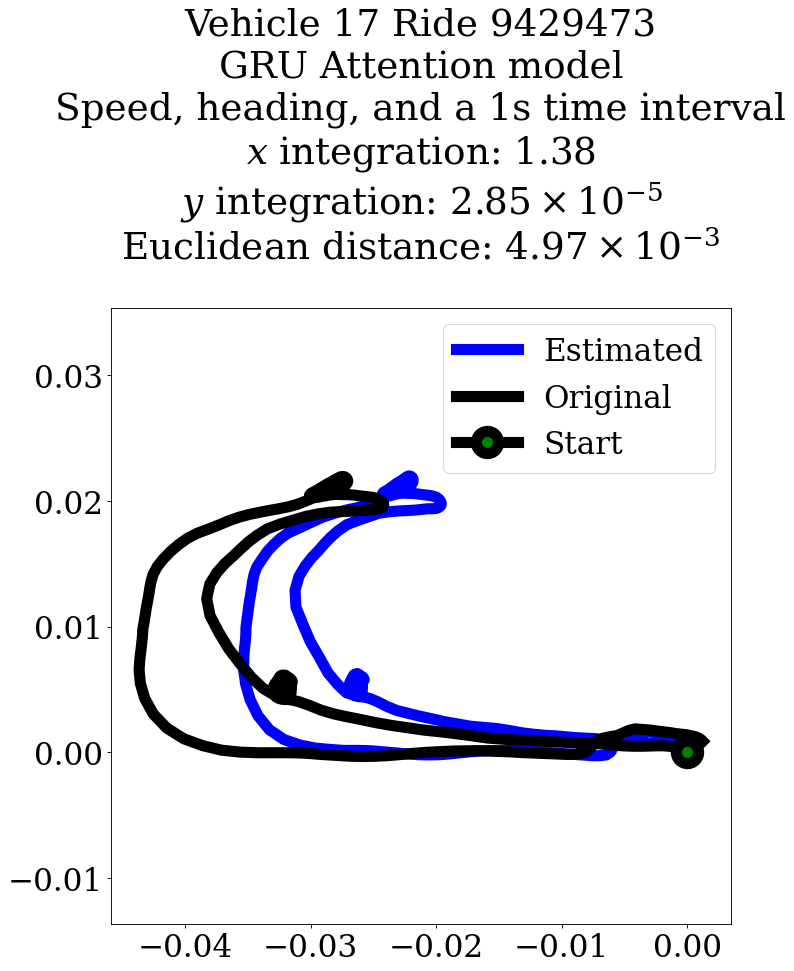 Vehicle 17 Ride 9429473
GRU Attention model
Speed, heading, and a 1s time interval
x integration: 1.38
y integration: 2.85 × 10⁻⁵
Euclidean distance: 4.97 × 10⁻³
Estimated
Original
Start
0.03
0.02
0.01
0.00
−0.01
−0.04 −0.03 −0.02 −0.01 0.00